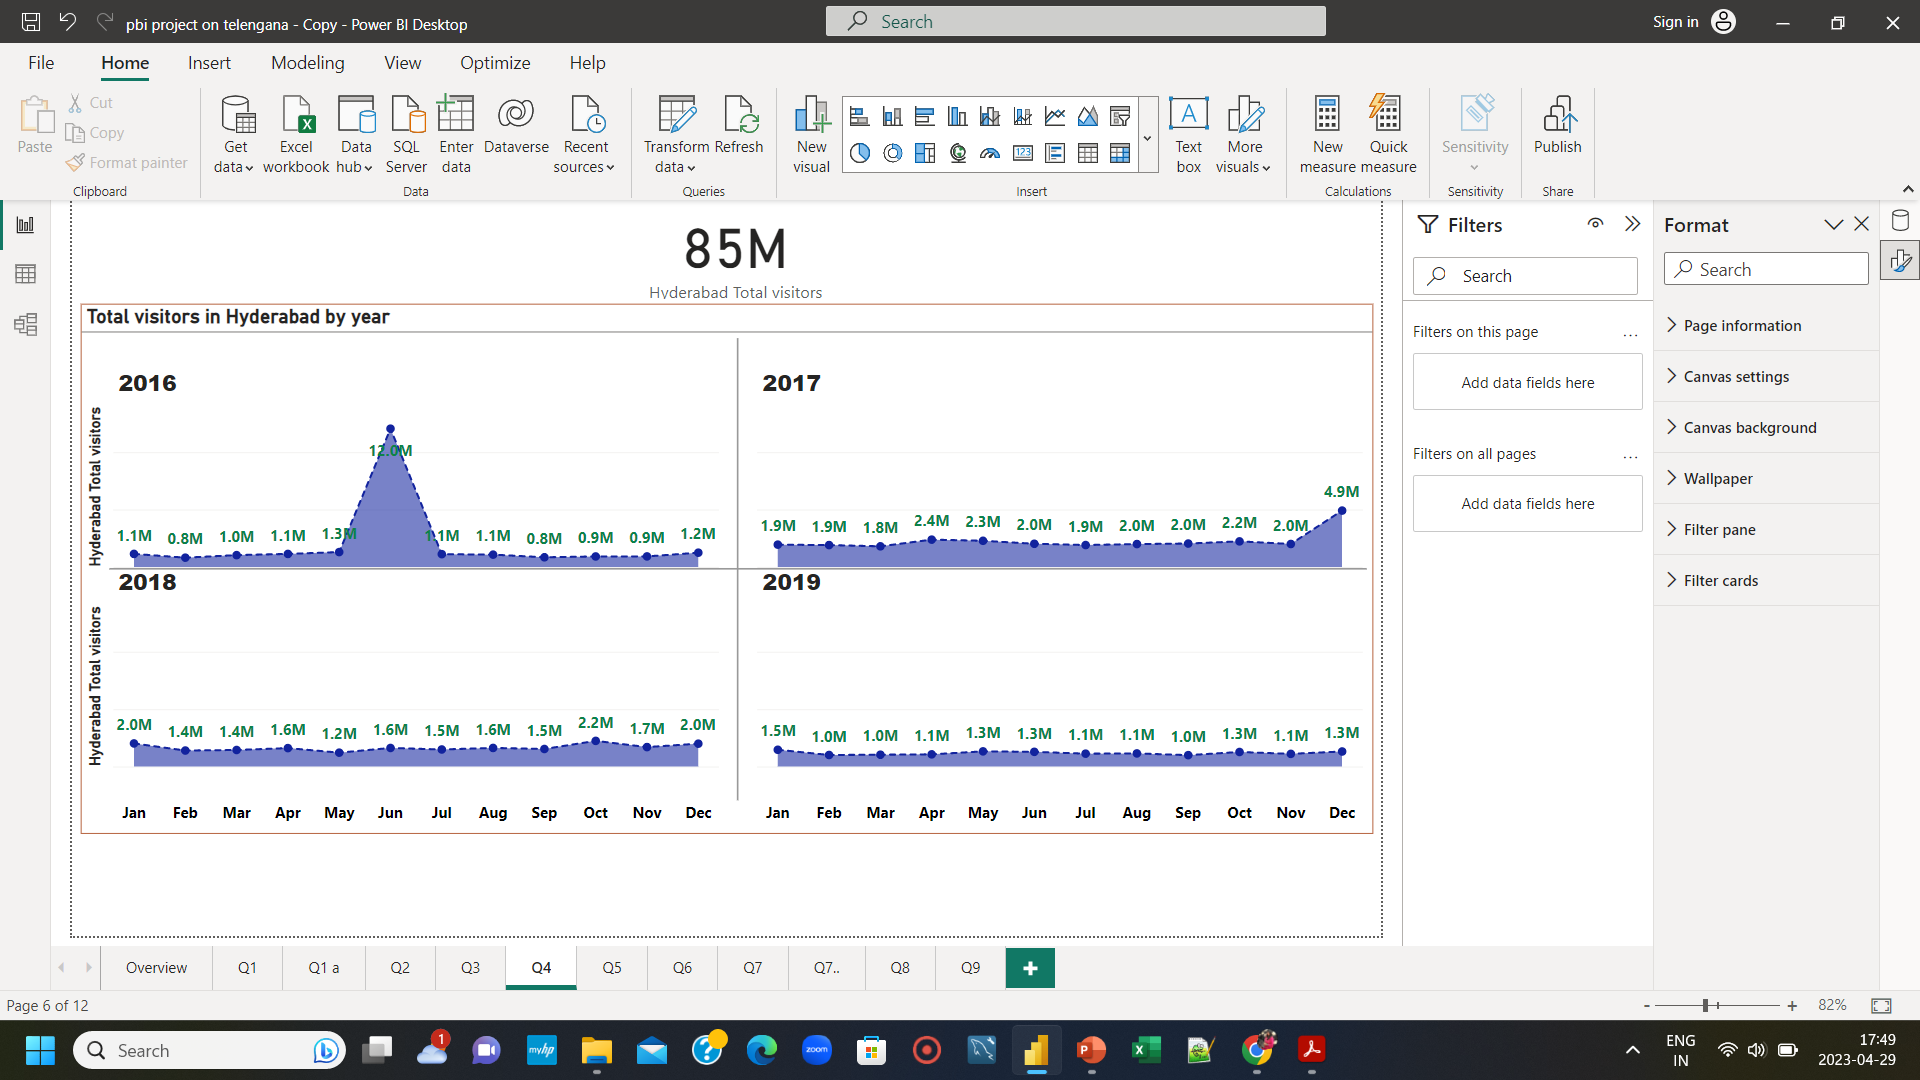 pbi project on telengana - Copy - Power BI Desktop
Search
Sign in
File Home Insert Modeling View Optimize Help
Paste
Cut
Copy
Format painter
Clipboard
Get data
Excel workbook
Data hub
SQL Server
Enter data
Dataverse
Recent sources
Data
Transform data
Refresh
Queries
New visual
123
Insert
A
Text box
More visuals
New measure
Quick measure
Calculations
Sensitivity
Sensitivity
Publish
Share
85M
Hyderabad Total visitors
Total visitors in Hyderabad by year
2016
Hyderabad Total visitors
1.1M 0.8M 1.0M 1.1M 1.3M 12.0M 1.1M 1.1M 0.8M 0.9M 0.9M 1.2M
2017
1.9M 1.9M 1.8M 2.4M 2.3M 2.0M 1.9M 2.0M 2.0M 2.2M 2.0M 4.9M
2018
Hyderabad Total visitors
2.0M 1.4M 1.4M 1.6M 1.2M 1.6M 1.5M 1.6M 1.5M 2.2M 1.7M 2.0M
2019
1.5M 1.0M 1.0M 1.1M 1.3M 1.3M 1.1M 1.1M 1.0M 1.3M 1.1M 1.3M
Jan Feb Mar Apr May Jun Jul Aug Sep Oct Nov Dec
Jan Feb Mar Apr May Jun Jul Aug Sep Oct Nov Dec
Filters
Search
Filters on this page ...
Add data fields here
Filters on all pages ...
Add data fields here
Format
Search
Page information
Canvas settings
Canvas background
Wallpaper
Filter pane
Filter cards
Overview Q1 Q1 a Q2 Q3 Q4 Q5 Q6 Q7 Q7.. Q8 Q9 +
Page 6 of 12
- + 82%
Search
1
myhp
zoom
ENG
IN
17:49
2023-04-29